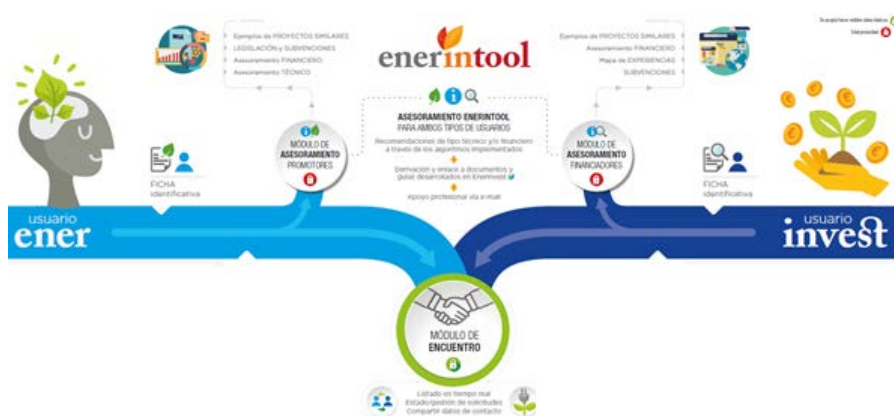 Ejemplos de PROYECTOS SIMILARES
LEGISLACIÓN y SUBVENCIONES
Asesoramiento FINANCIERO
Asesoramiento TÉCNICO
enerintool
Ejemplos de PROYECTOS SIMILARES
Asesoramiento FINANCIERO
Mapa de EXPERIENCIAS
SUBVENCIONES
Total privacidad
ASESORAMIENTO ENERINTOOL
PARA AMBOS TIPOS DE USUARIOS
Recomendaciones de tipo técnico y/o financiero
a través de los algoritmos implementados
Derivación y enlace a documentos y
guías desarrollados en EnerInvest
Apoyo profesional vía e-mail
MÓDULO DE
ASESORAMIENTO
PROMOTORES
MÓDULO DE
ASESORAMIENTO
FINANCIADORES
FICHA
identificativa
FICHA
identificativa
usuario
ener
usuario
invest
MÓDULO DE
ENCUENTRO
Listado en tiempo real
Estado/gestión de solicitudes
Compartir datos de contacto